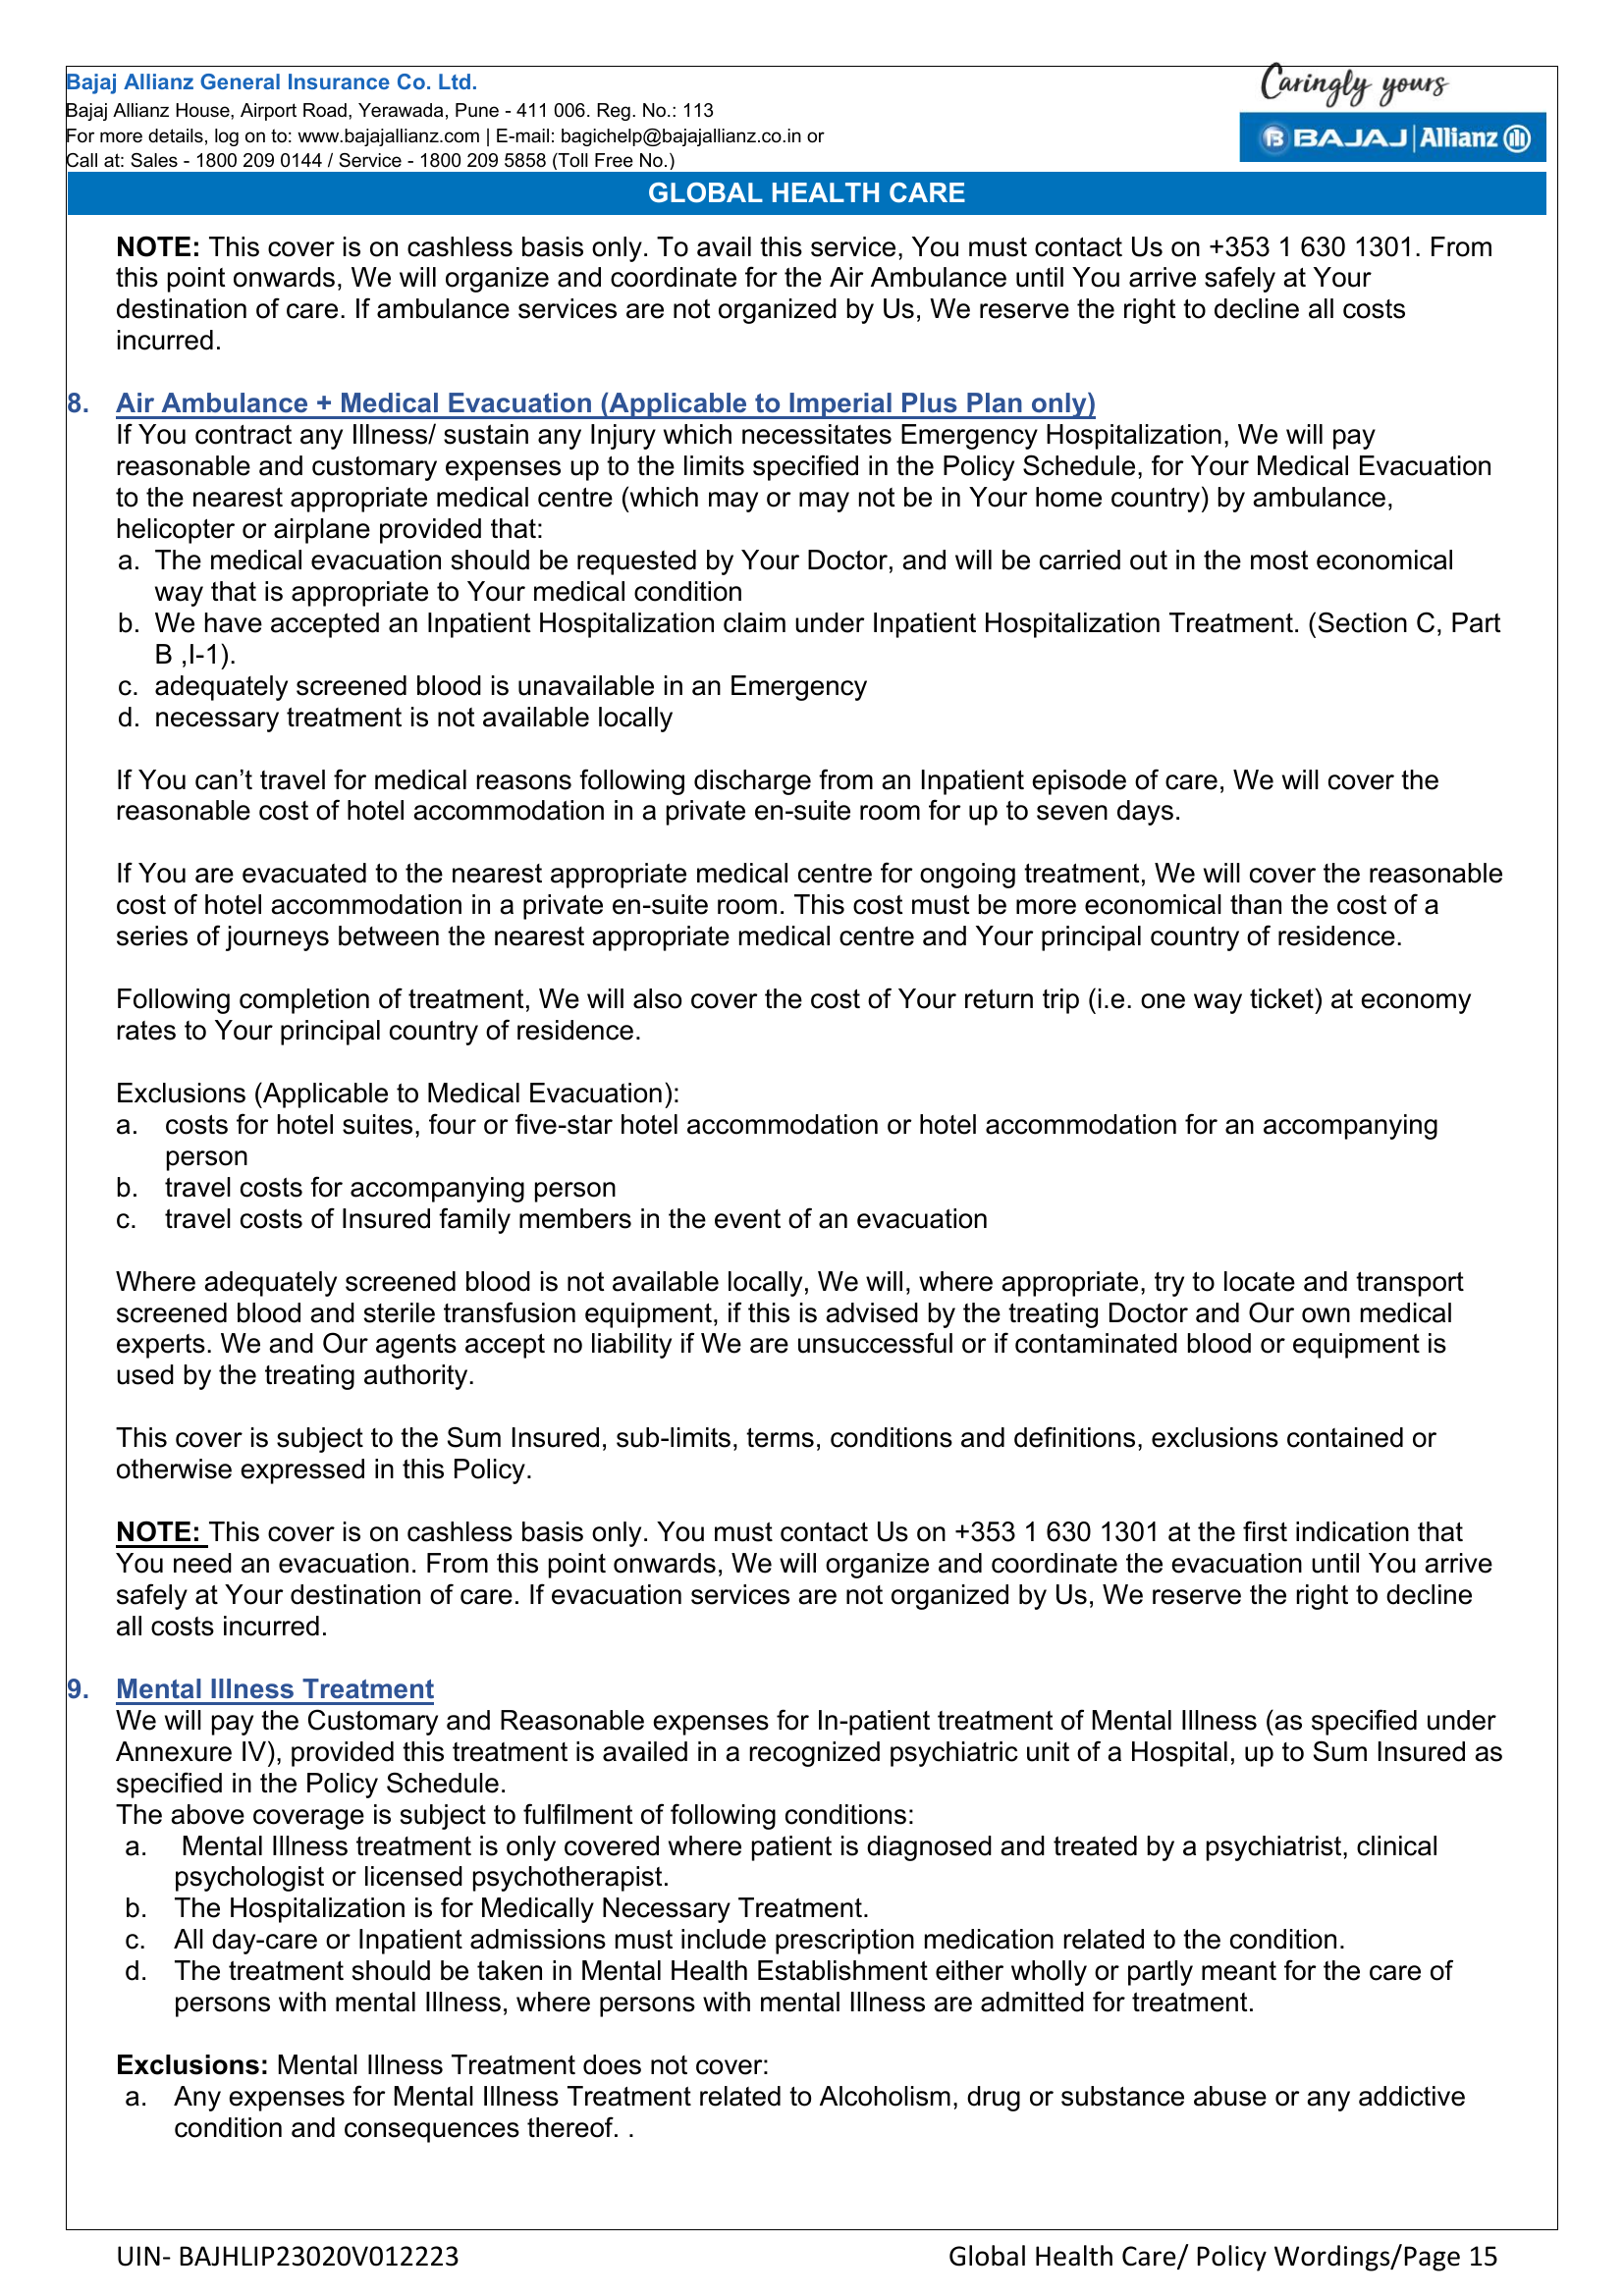 Bajaj Allianz General Insurance Co. Ltd.
Bajaj Allianz House, Airport Road, Yerawada, Pune - 411 006. Reg. No.: 113
For more details, log on to: www.bajajallianz.com | E-mail: bagichelp@bajajallianz.co.in or
Call at: Sales - 1800 209 0144 / Service - 1800 209 5858 (Toll Free No.)
Caringly yours
BAJAJ | Allianz
GLOBAL HEALTH CARE
NOTE: This cover is on cashless basis only. To avail this service, You must contact Us on +353 1 630 1301. From
this point onwards, We will organize and coordinate for the Air Ambulance until You arrive safely at Your
destination of care. If ambulance services are not organized by Us, We reserve the right to decline all costs
incurred.
8. Air Ambulance + Medical Evacuation (Applicable to Imperial Plus Plan only)
If You contract any Illness/ sustain any Injury which necessitates Emergency Hospitalization, We will pay
reasonable and customary expenses up to the limits specified in the Policy Schedule, for Your Medical Evacuation
to the nearest appropriate medical centre (which may or may not be in Your home country) by ambulance,
helicopter or airplane provided that:
a. The medical evacuation should be requested by Your Doctor, and will be carried out in the most economical
way that is appropriate to Your medical condition
b. We have accepted an Inpatient Hospitalization claim under Inpatient Hospitalization Treatment. (Section C, Part
B ,I-1).
c. adequately screened blood is unavailable in an Emergency
d. necessary treatment is not available locally
If You can’t travel for medical reasons following discharge from an Inpatient episode of care, We will cover the
reasonable cost of hotel accommodation in a private en-suite room for up to seven days.
If You are evacuated to the nearest appropriate medical centre for ongoing treatment, We will cover the reasonable
cost of hotel accommodation in a private en-suite room. This cost must be more economical than the cost of a
series of journeys between the nearest appropriate medical centre and Your principal country of residence.
Following completion of treatment, We will also cover the cost of Your return trip (i.e. one way ticket) at economy
rates to Your principal country of residence.
Exclusions (Applicable to Medical Evacuation):
a. costs for hotel suites, four or five-star hotel accommodation or hotel accommodation for an accompanying
person
b. travel costs for accompanying person
c. travel costs of Insured family members in the event of an evacuation
Where adequately screened blood is not available locally, We will, where appropriate, try to locate and transport
screened blood and sterile transfusion equipment, if this is advised by the treating Doctor and Our own medical
experts. We and Our agents accept no liability if We are unsuccessful or if contaminated blood or equipment is
used by the treating authority.
This cover is subject to the Sum Insured, sub-limits, terms, conditions and definitions, exclusions contained or
otherwise expressed in this Policy.
NOTE: This cover is on cashless basis only. You must contact Us on +353 1 630 1301 at the first indication that
You need an evacuation. From this point onwards, We will organize and coordinate the evacuation until You arrive
safely at Your destination of care. If evacuation services are not organized by Us, We reserve the right to decline
all costs incurred.
9. Mental Illness Treatment
We will pay the Customary and Reasonable expenses for In-patient treatment of Mental Illness (as specified under
Annexure IV), provided this treatment is availed in a recognized psychiatric unit of a Hospital, up to Sum Insured as
specified in the Policy Schedule.
The above coverage is subject to fulfilment of following conditions:
a. Mental Illness treatment is only covered where patient is diagnosed and treated by a psychiatrist, clinical
psychologist or licensed psychotherapist.
b. The Hospitalization is for Medically Necessary Treatment.
c. All day-care or Inpatient admissions must include prescription medication related to the condition.
d. The treatment should be taken in Mental Health Establishment either wholly or partly meant for the care of
persons with mental Illness, where persons with mental Illness are admitted for treatment.
Exclusions: Mental Illness Treatment does not cover:
a. Any expenses for Mental Illness Treatment related to Alcoholism, drug or substance abuse or any addictive
condition and consequences thereof. .
UIN- BAJHLIP23020V012223
Global Health Care/ Policy Wordings/Page 15